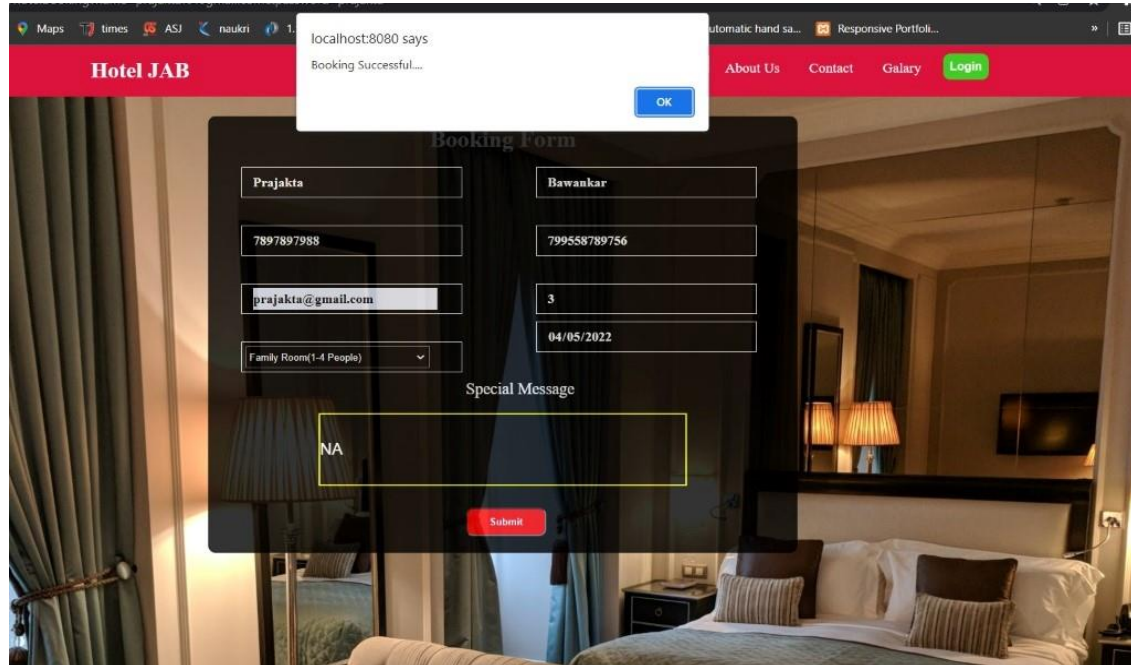 Maps times ASJ naukri 1. utomatic hand sa... Responsive Portfoli... »
localhost:8080 says
Booking Successful....
OK
Hotel JAB About Us Contact Galary Login
Booking Form
Prajakta Bawankar
7897897988 799558789756
prajakta@gmail.com 3
04/05/2022
Family Room(1-4 People)
Special Message
NA
Submit